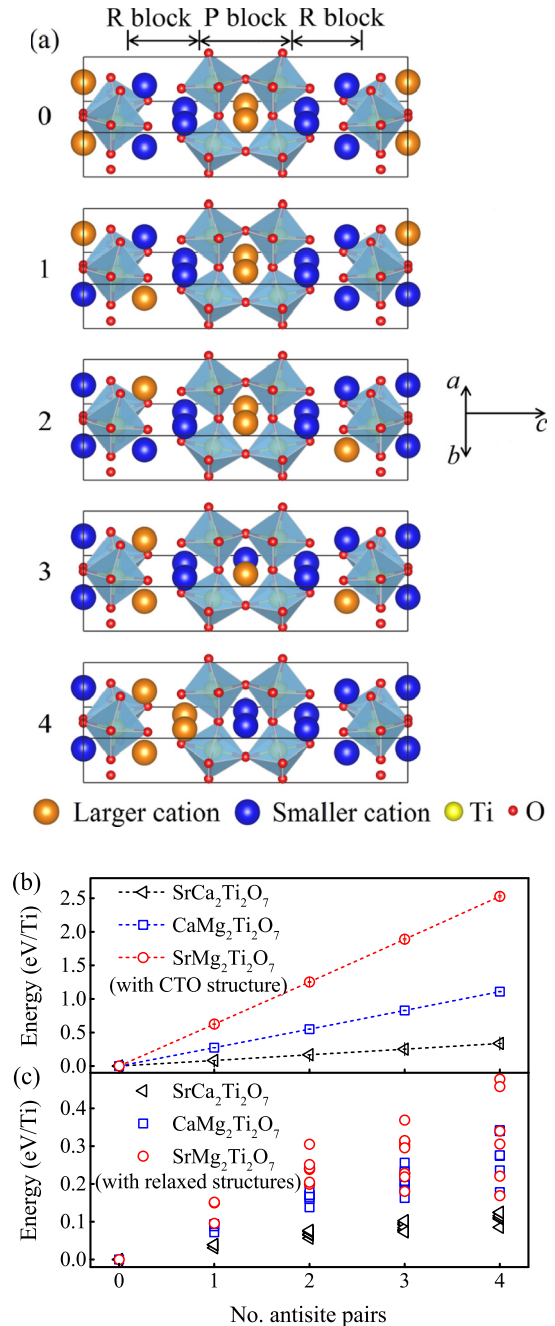 R block P block R block
(a)
0
1
2
a
c
b
3
4
Larger cation Smaller cation Ti O
(b)
2.5
2.0
1.5
1.0
0.5
0.0
Energy (eV/Ti)
SrCa₂Ti₂O₇
CaMg₂Ti₂O₇
SrMg₂Ti₂O₇
(with CTO structure)
(c)
0.4
0.3
0.2
0.1
0.0
Energy (eV/Ti)
SrCa₂Ti₂O₇
CaMg₂Ti₂O₇
SrMg₂Ti₂O₇
(with relaxed structures)
0 1 2 3 4
No. antisite pairs